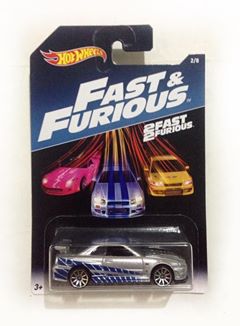 Hot Wheels
2/8
FAST &
FURIOUS
2 FAST
2 FURIOUS
3+